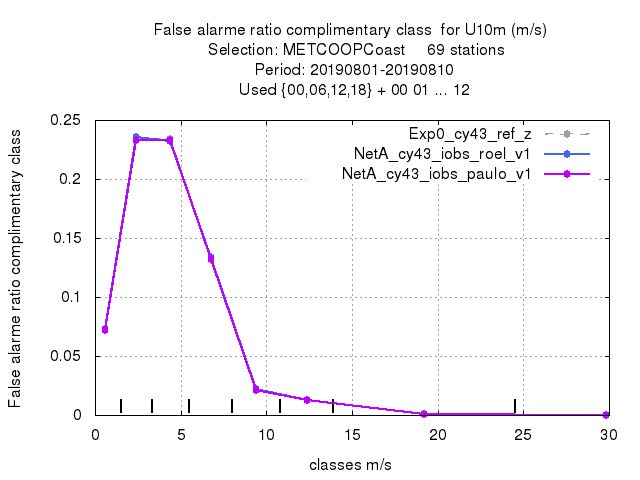 False alarme ratio complimentary class  for U10m (m/s)
Selection: METCOOPCoast     69 stations
Period: 20190801-20190810
Used {00,06,12,18} + 00 01 ... 12
Exp0_cy43_ref_z
NetA_cy43_iobs_roel_v1
NetA_cy43_iobs_paulo_v1
False alarme ratio complimentary class
0.25
0.2
0.15
0.1
0.05
0
0 5 10 15 20 25 30
classes m/s